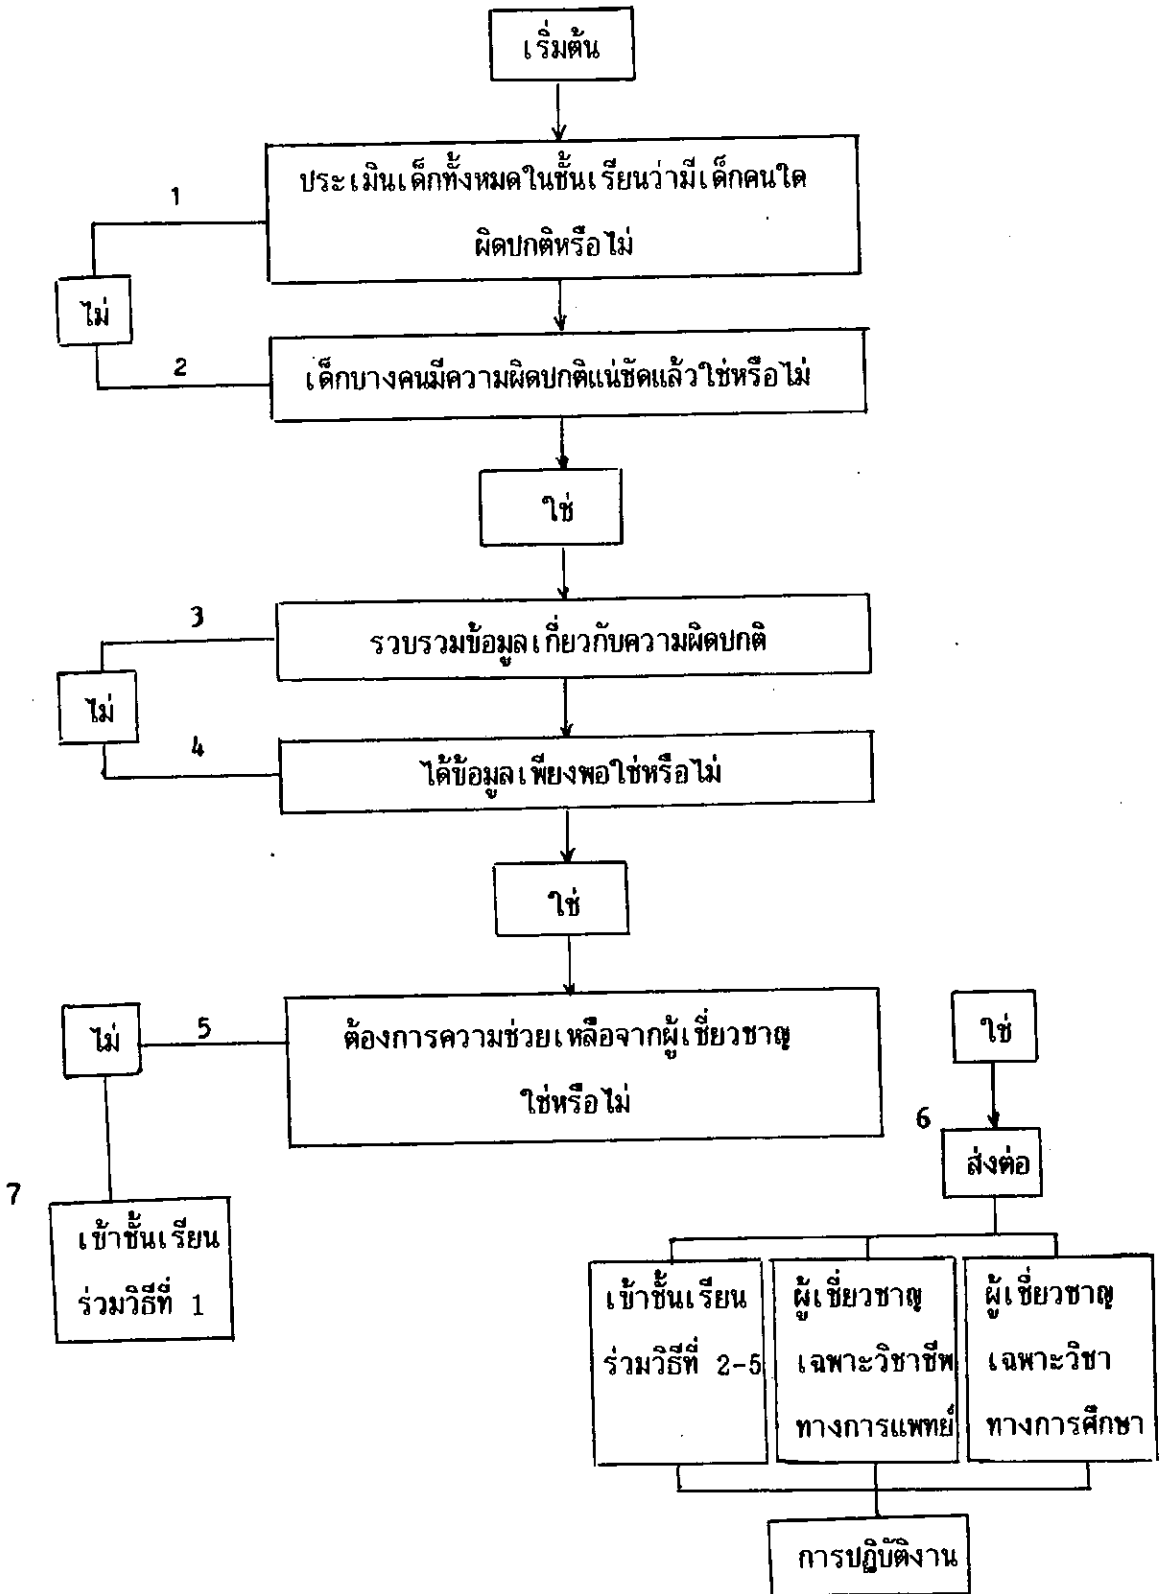 เริ่มต้น
1
ประเมินเด็กทั้งหมดในชั้นเรียนว่ามีเด็กคนใด
ผิดปกติหรือไม่
ไม่
2
เด็กบางคนมีความผิดปกติแน่ชัดแล้วใช่หรือไม่
ใช่
3
รวบรวมข้อมูลเกี่ยวกับความผิดปกติ
ไม่
4
ได้ข้อมูลเพียงพอใช่หรือไม่
ใช่
ไม่
5
ต้องการความช่วยเหลือจากผู้เชี่ยวชาญ
ใช่หรือไม่
ใช่
6
ส่งต่อ
7
เข้าชั้นเรียน
ร่วมวิธีที่ 1
เข้าชั้นเรียน
ร่วมวิธีที่ 2-5
ผู้เชี่ยวชาญ
เฉพาะวิชาชีพ
ทางการแพทย์
ผู้เชี่ยวชาญ
เฉพาะวิชา
ทางการศึกษา
การปฏิบัติงาน